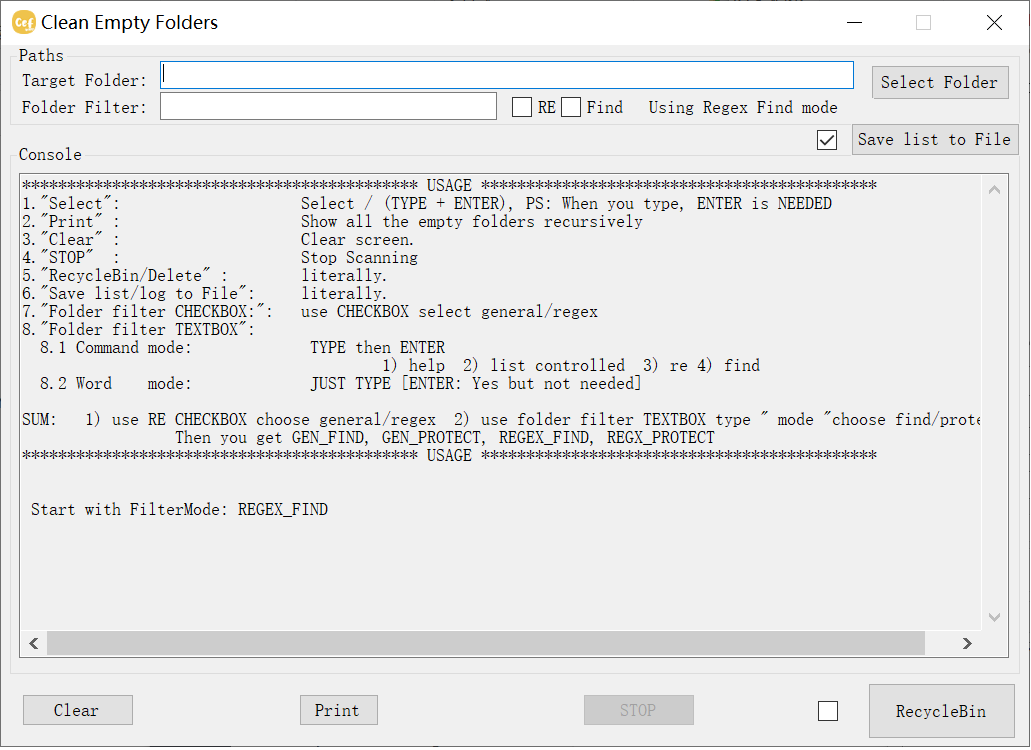 Cef Clean Empty Folders
Paths
Target Folder:
Select Folder
Folder Filter:
RE Find Using Regex Find mode
Save list to File
Console
******************************************** USAGE ********************************************
1."Select": Select / (TYPE + ENTER), PS: When you type, ENTER is NEEDED
2."Print" : Show all the empty folders recursively
3."Clear" : Clear screen.
4."STOP" : Stop Scanning
5."RecycleBin/Delete" : literally.
6."Save list/log to File": literally.
7."Folder filter CHECKBOX:": use CHECKBOX select general/regex
8."Folder filter TEXTBOX":
8.1 Command mode: TYPE then ENTER
1) help 2) list controlled 3) re 4) find
8.2 Word mode: JUST TYPE [ENTER: Yes but not needed]
SUM: 1) use RE CHECKBOX choose general/regex 2) use folder filter TEXTBOX type " mode "choose find/prote
Then you get GEN_FIND, GEN_PROTECT, REGEX_FIND, REGX_PROTECT
******************************************** USAGE ********************************************
Start with FilterMode: REGEX_FIND
Clear
Print
STOP
RecycleBin